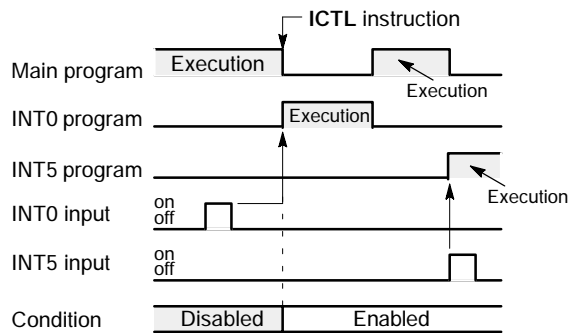 ICTL instruction
Main program
Execution
Execution
INT0 program
Execution
INT5 program
Execution
INT0 input
on
off
INT5 input
on
off
Condition
Disabled
Enabled